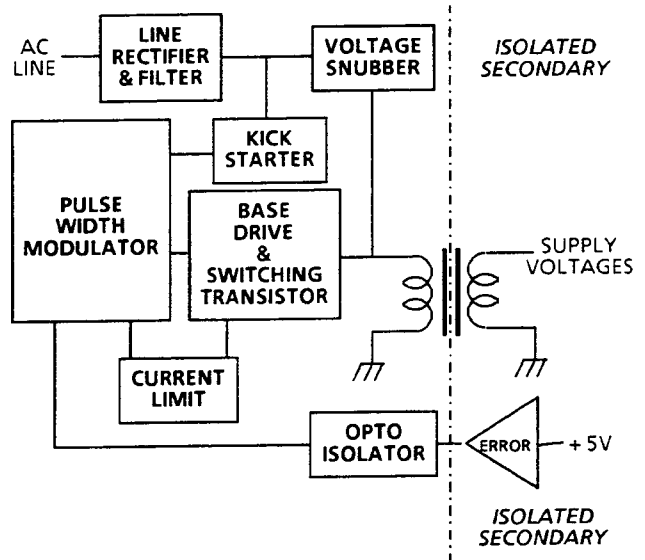 AC
LINE
LINE
RECTIFIER
& FILTER
VOLTAGE
SNUBBER
ISOLATED
SECONDARY
KICK
STARTER
PULSE
WIDTH
MODULATOR
BASE
DRIVE
&
SWITCHING
TRANSISTOR
SUPPLY
VOLTAGES
CURRENT
LIMIT
OPTO
ISOLATOR
ERROR
+ 5V
ISOLATED
SECONDARY